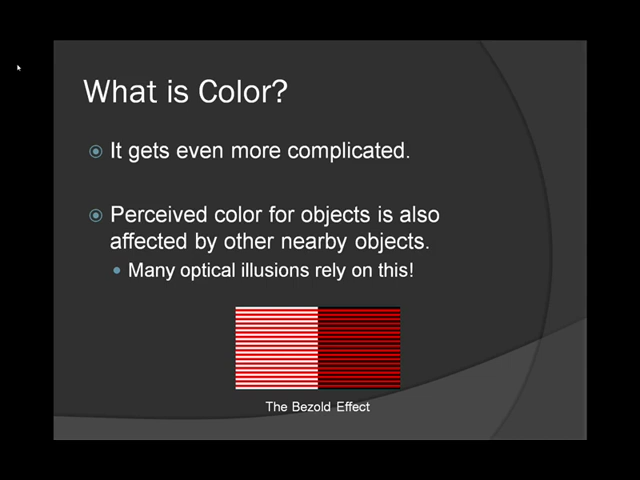 What is Color?
It gets even more complicated.
Perceived color for objects is also
affected by other nearby objects.
Many optical illusions rely on this!
The Bezold Effect